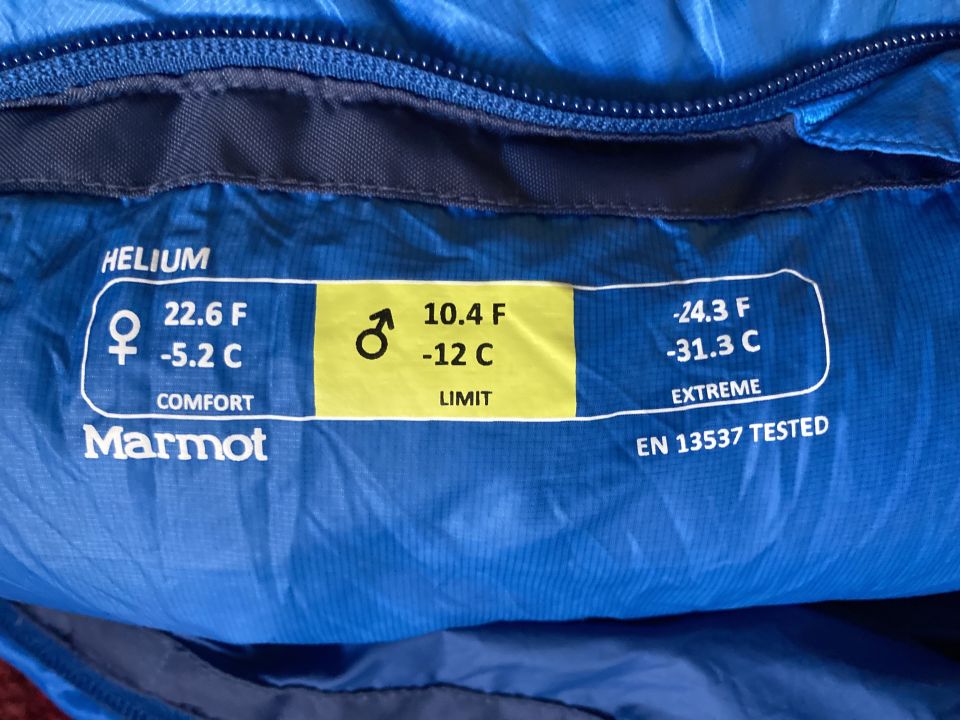 HELIUM
22.6 F
-5.2 C
COMFORT
10.4 F
-12 C
LIMIT
-24.3 F
-31.3 C
EXTREME
Marmot
EN 13537 TESTED